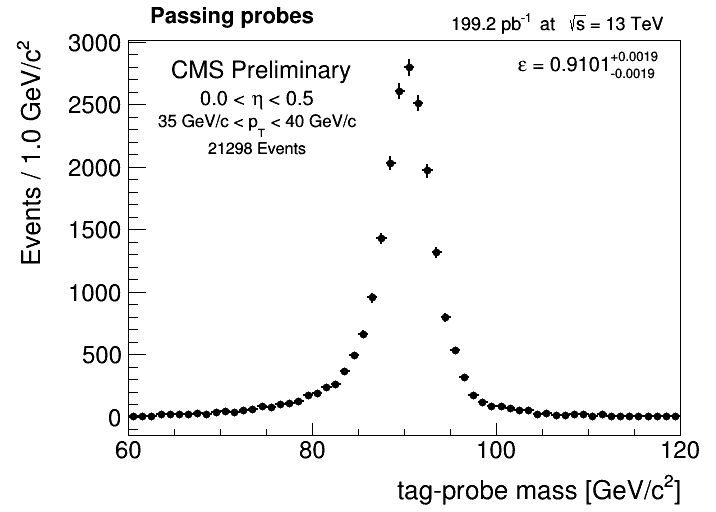 Passing probes
199.2 pb⁻¹ at √s = 13 TeV
CMS Preliminary
0.0 < η < 0.5
35 GeV/c < p_T < 40 GeV/c
21298 Events
ε = 0.9101 +0.0019 -0.0019
Events / 1.0 GeV/c²
3000
2500
2000
1500
1000
500
0
60 80 100 120
tag-probe mass [GeV/c²]